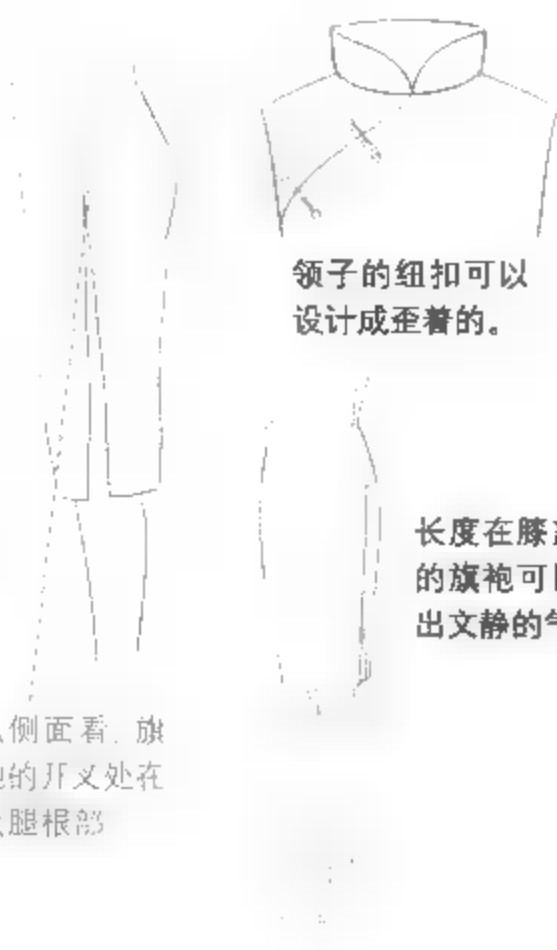 领子的纽扣可以
设计成歪着的。
长度在膝
的旗袍可
出文静的
侧面看，旗
的开叉处在
腿根部